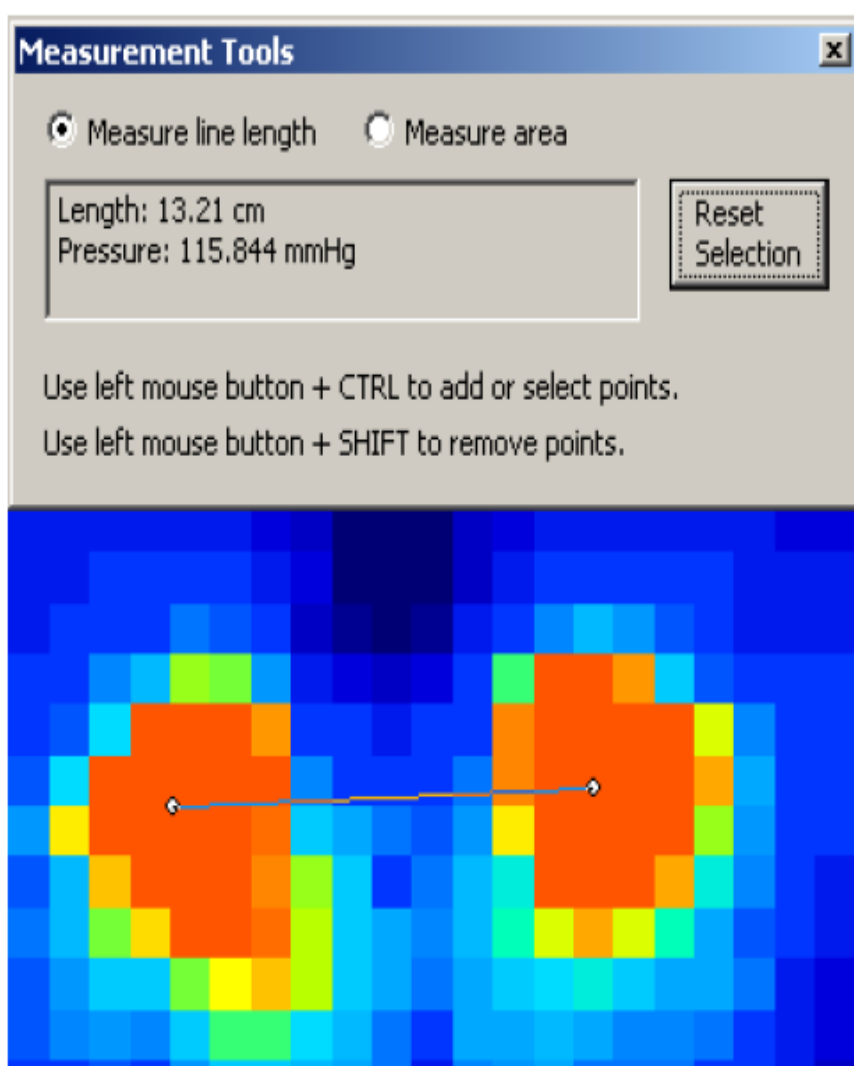 Measurement Tools
Measure line length
Measure area
Length: 13.21 cm
Pressure: 115.844 mmHg
Reset
Selection
Use left mouse button + CTRL to add or select points.
Use left mouse button + SHIFT to remove points.